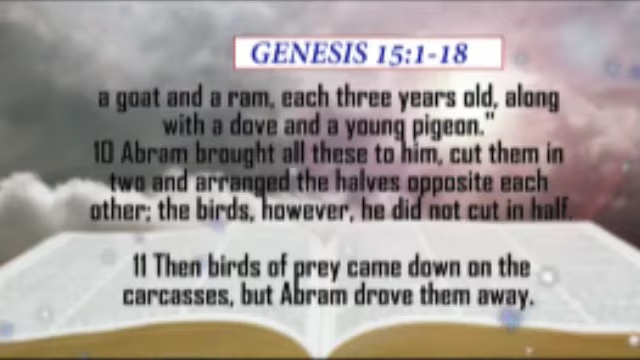 GENESIS 15:1-18
a goat and a ram, each three years old, along
with a dove and a young pigeon."
10 Abram brought all these to him, cut them in
two and arranged the halves opposite each
other; the birds, however, he did not cut in half.
11 Then birds of prey came down on the
carcasses, but Abram drove them away.